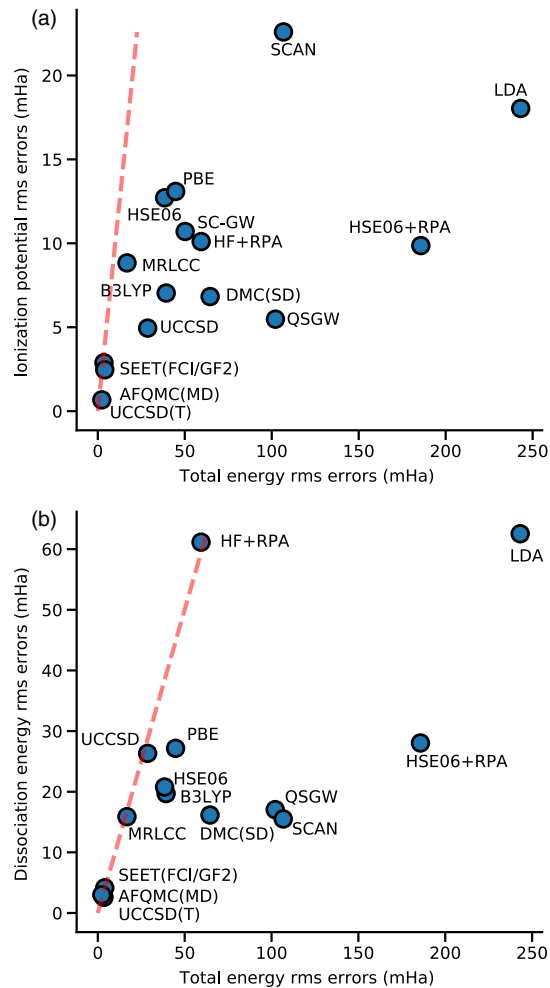 (a)
SCAN
LDA
PBE
HSE06
SC-GW
HF+RPA
HSE06+RPA
MRLCC
B3LYP
DMC(SD)
QSGW
UCCSD
SEET(FCI/GF2)
AFQMC(MD)
UCCSD(T)
Ionization potential rms errors (mHa)
20
15
10
5
0
0 50 100 150 200 250
Total energy rms errors (mHa)
(b)
HF+RPA
LDA
UCCSD
PBE
HSE06+RPA
HSE06
B3LYP
QSGW
MRLCC
DMC(SD)
SCAN
SEET(FCI/GF2)
AFQMC(MD)
UCCSD(T)
Dissociation energy rms errors (mHa)
60
50
40
30
20
10
0
0 50 100 150 200 250
Total energy rms errors (mHa)